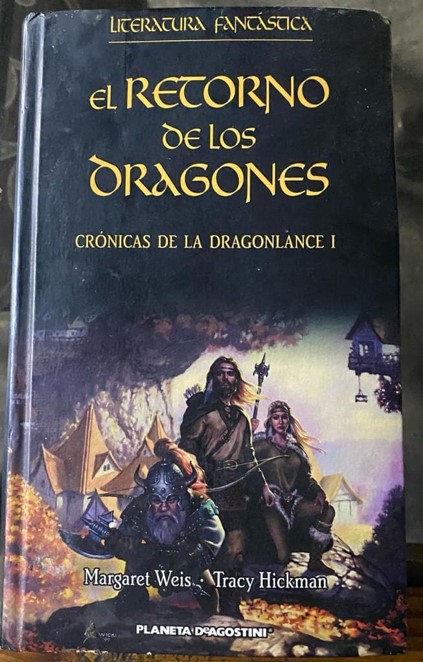 LITERATURA FANTÁSTICA
EL RETORNO
DE LOS
DRAGONES
CRÓNICAS DE LA DRAGONLANCE I
Margaret Weis · Tracy Hickman
PLANETA DEAGOSTINI